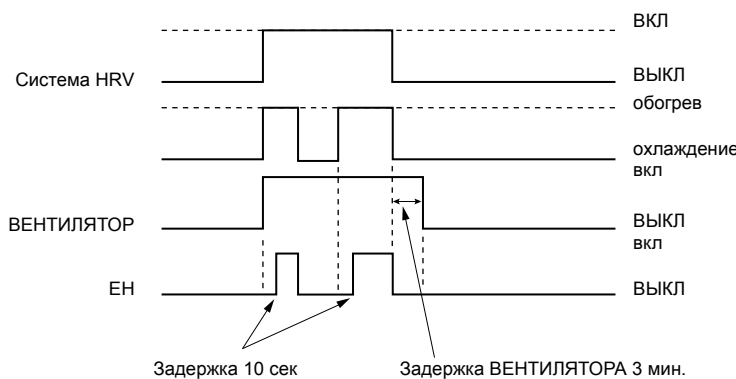 ВКЛ
Система HRV
ВЫКЛ
обогрев
охлаждение
вкл
ВЕНТИЛЯТОР
ВЫКЛ
вкл
EH
ВЫКЛ
Задержка 10 сек
Задержка ВЕНТИЛЯТОРА 3 мин.